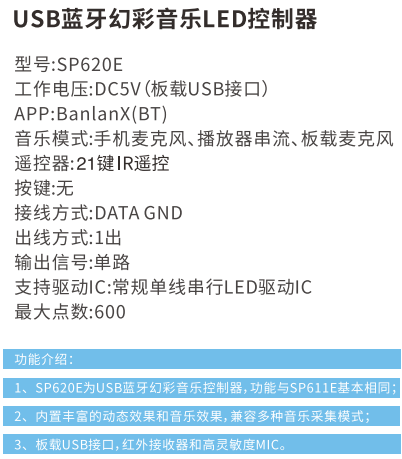 USB蓝牙幻彩音乐LED控制器
型号:SP620E
工作电压:DC5V(板载USB接口)
APP:BanlanX(BT)
音乐模式:手机麦克风、播放器串流、板载麦克风
遥控器:21键IR遥控
按键:无
接线方式:DATA GND
出线方式:1出
输出信号:单路
支持驱动IC:常规单线串行LED驱动IC
最大点数:600
功能介绍:
1、SP620E为USB蓝牙幻彩音乐控制器,功能与SP611E基本相同;
2、内置丰富的动态效果和音乐效果,兼容多种音乐采集模式;
3、板载USB接口,红外接收器和高灵敏度MIC。